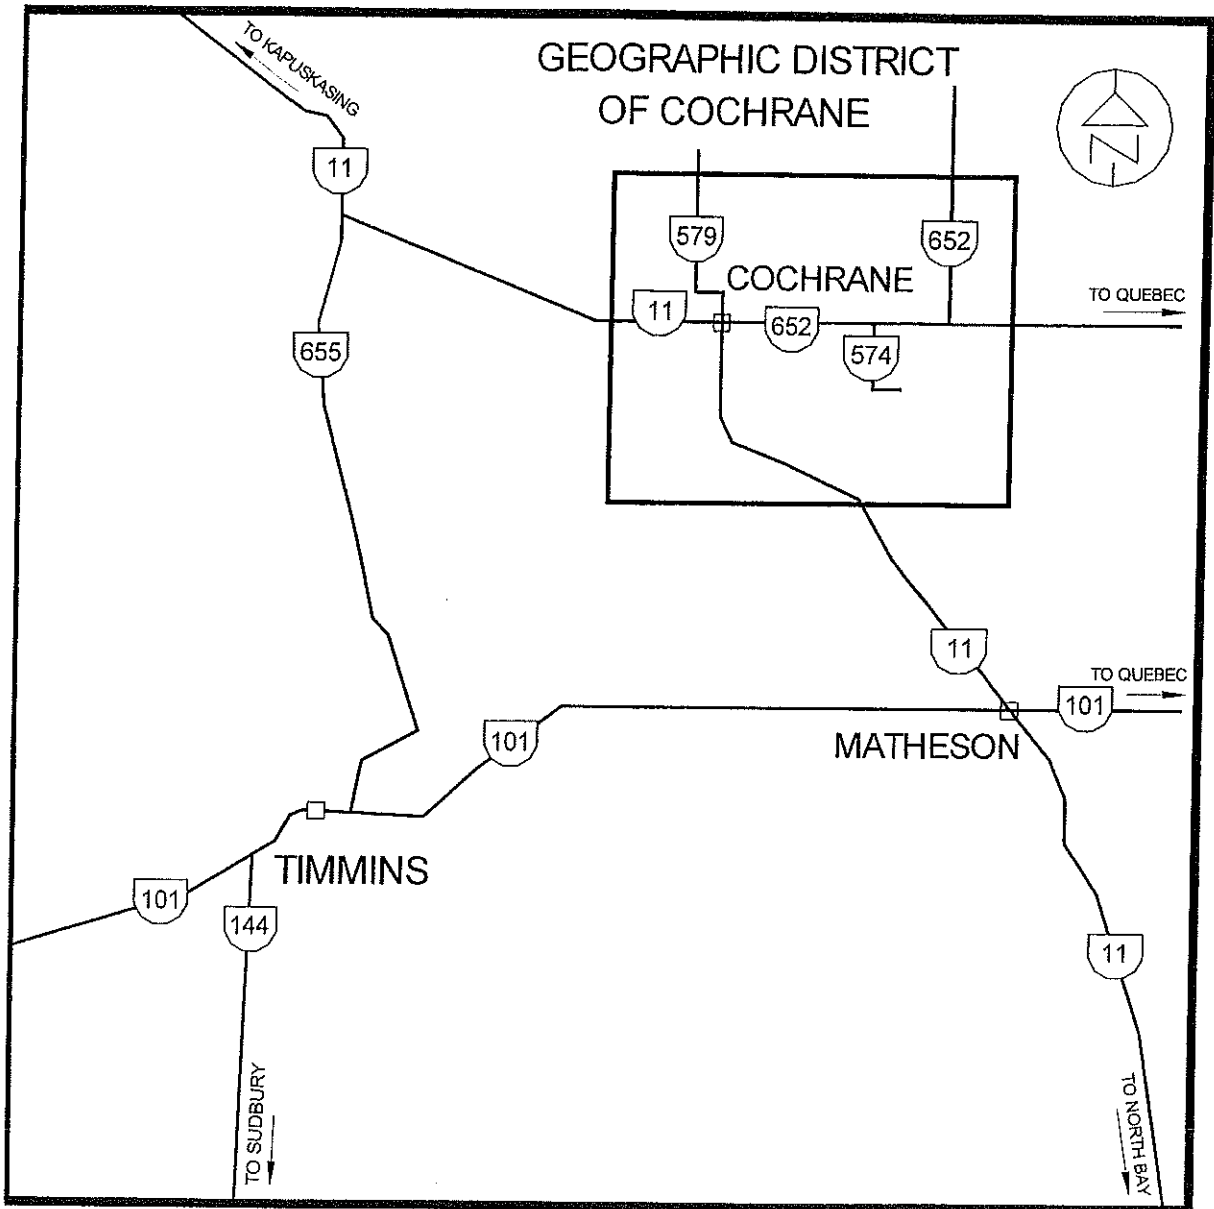 TO KAPUSKASING
GEOGRAPHIC DISTRICT
OF COCHRANE
N
11
579
652
COCHRANE
11
652
TO QUEBEC
655
574
11
TO QUEBEC
101
101
MATHESON
TIMMINS
101
144
11
TO SUDBURY
TO NORTH BAY